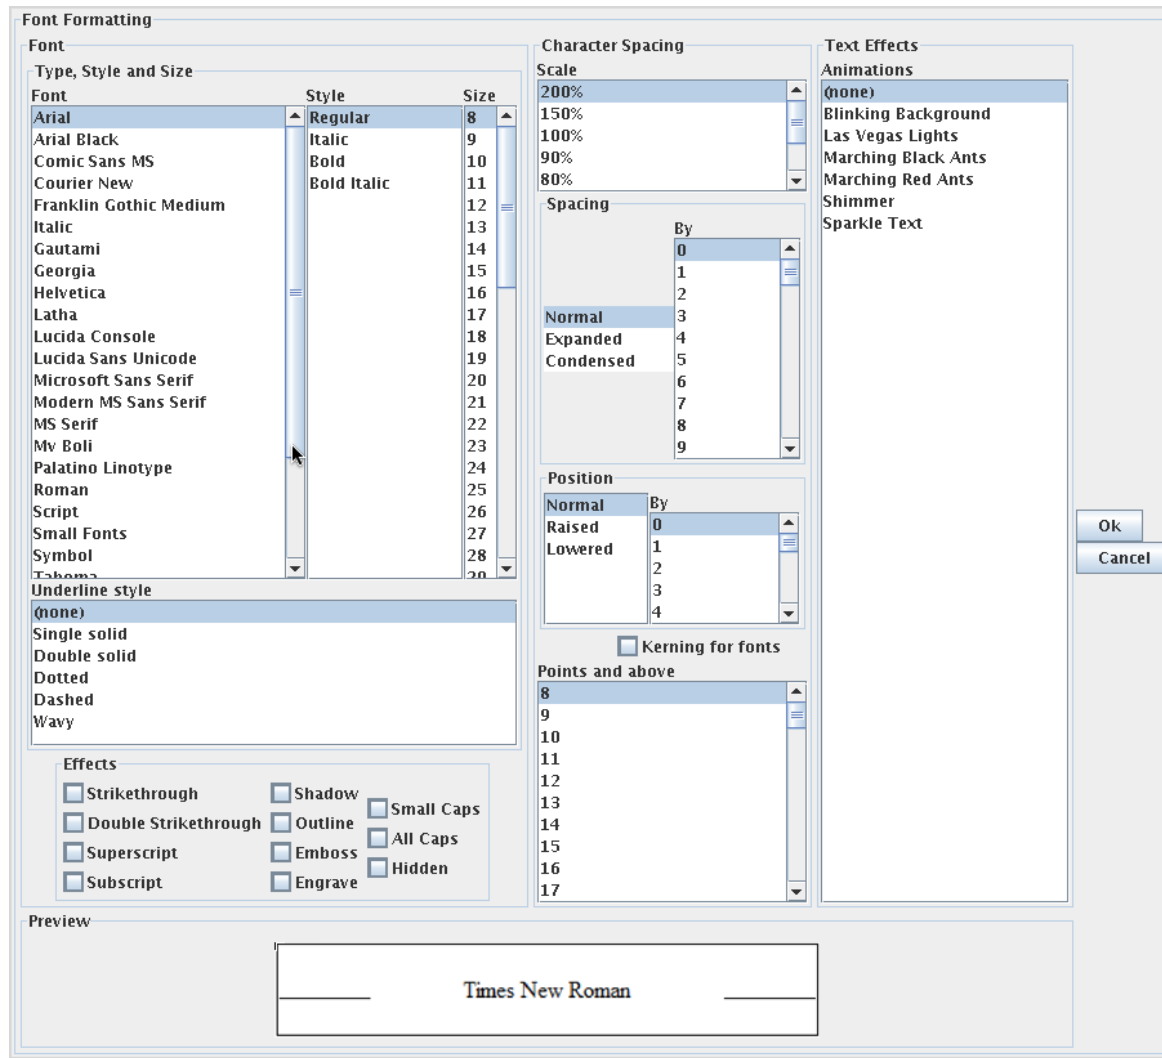 Font Formatting
Font
Type, Style and Size
Font
Arial
Arial Black
Comic Sans MS
Courier New
Franklin Gothic Medium
Italic
Gautami
Georgia
Helvetica
Latha
Lucida Console
Lucida Sans Unicode
Microsoft Sans Serif
Modern MS Sans Serif
MS Serif
Mv Boli
Palatino Linotype
Roman
Script
Small Fonts
Symbol
Tahoma
Style
Regular
Italic
Bold
Bold Italic
Size
8
9
10
11
12
13
14
15
16
17
18
19
20
21
22
23
24
25
26
27
28
29
Underline style
(none)
Single solid
Double solid
Dotted
Dashed
Wavy
Effects
Strikethrough
Double Strikethrough
Superscript
Subscript
Shadow
Outline
Emboss
Engrave
Small Caps
All Caps
Hidden
Character Spacing
Scale
200%
150%
100%
90%
80%
Spacing
Normal
Expanded
Condensed
By
0
1
2
3
4
5
6
7
8
9
Position
Normal
Raised
Lowered
By
0
1
2
3
4
Kerning for fonts
Points and above
8
9
10
11
12
13
14
15
16
17
Text Effects
Animations
(none)
Blinking Background
Las Vegas Lights
Marching Black Ants
Marching Red Ants
Shimmer
Sparkle Text
Ok
Cancel
Preview
Times New Roman